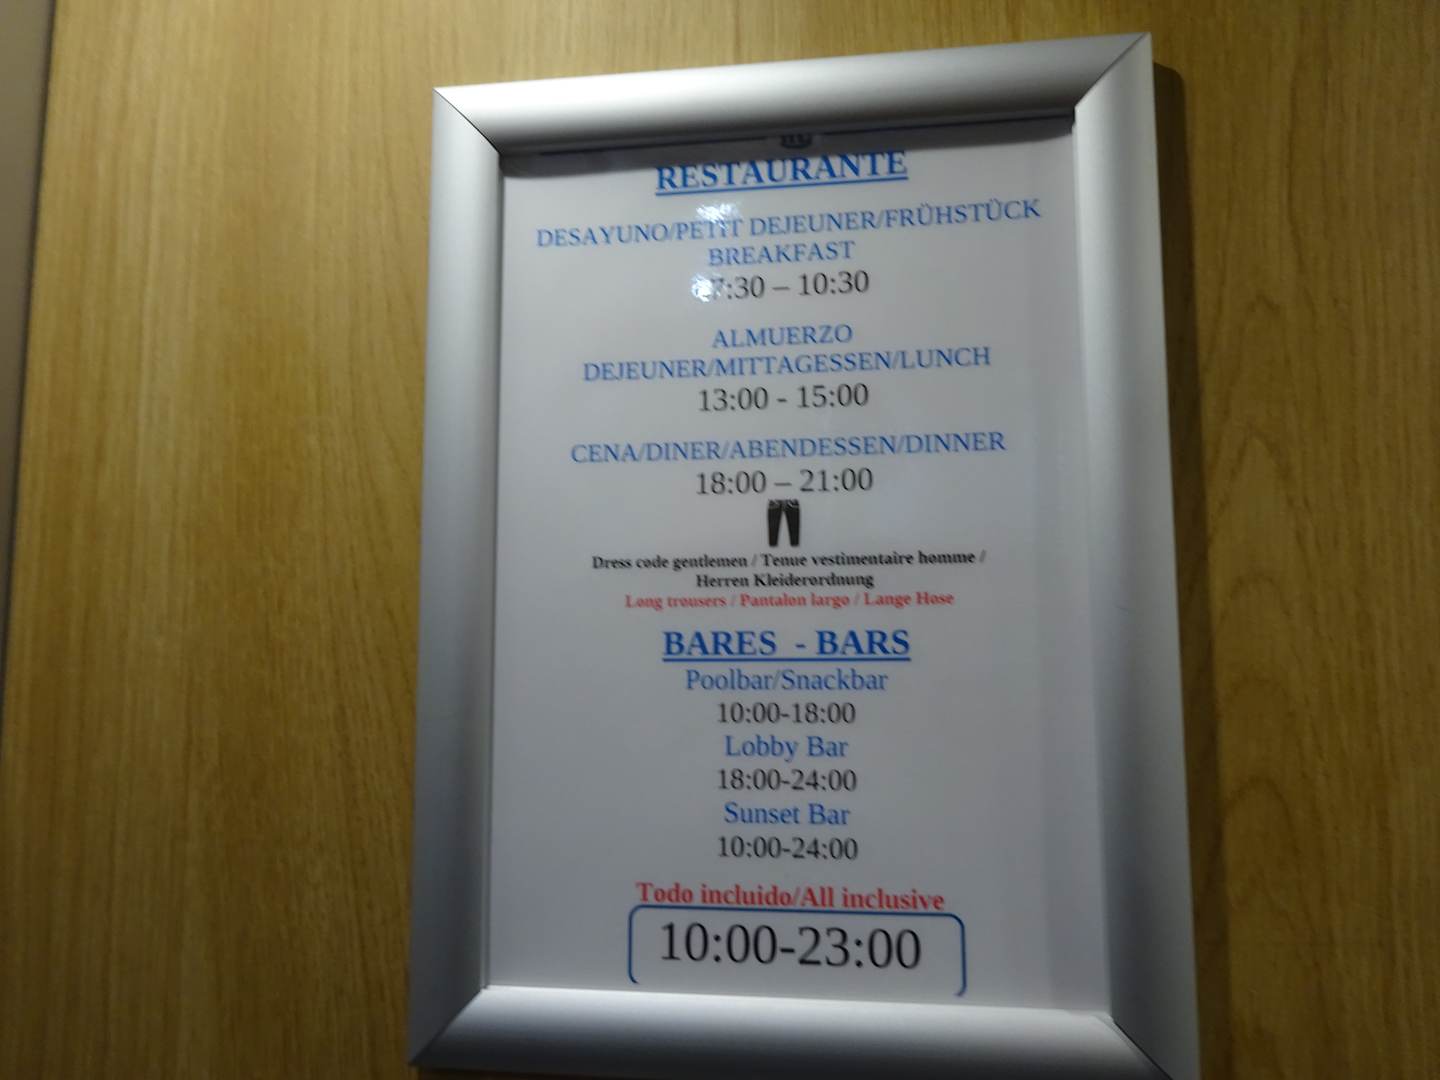 RESTAURANTE
DESAYUNO/PETIT DEJEUNER/FRÜHSTÜCK
BREAKFAST
07:30 – 10:30
ALMUERZO
DEJEUNER/MITTAGESSEN/LUNCH
13:00 - 15:00
CENA/DINER/ABENDESSEN/DINNER
18:00 – 21:00
Dress code gentlemen / Tenue vestimentaire homme /
Herren Kleiderordnung
Long trousers / Pantalon largo / Lange Hose
BARES - BARS
Poolbar/Snackbar
10:00-18:00
Lobby Bar
18:00-24:00
Sunset Bar
10:00-24:00
Todo incluido/All inclusive
10:00-23:00